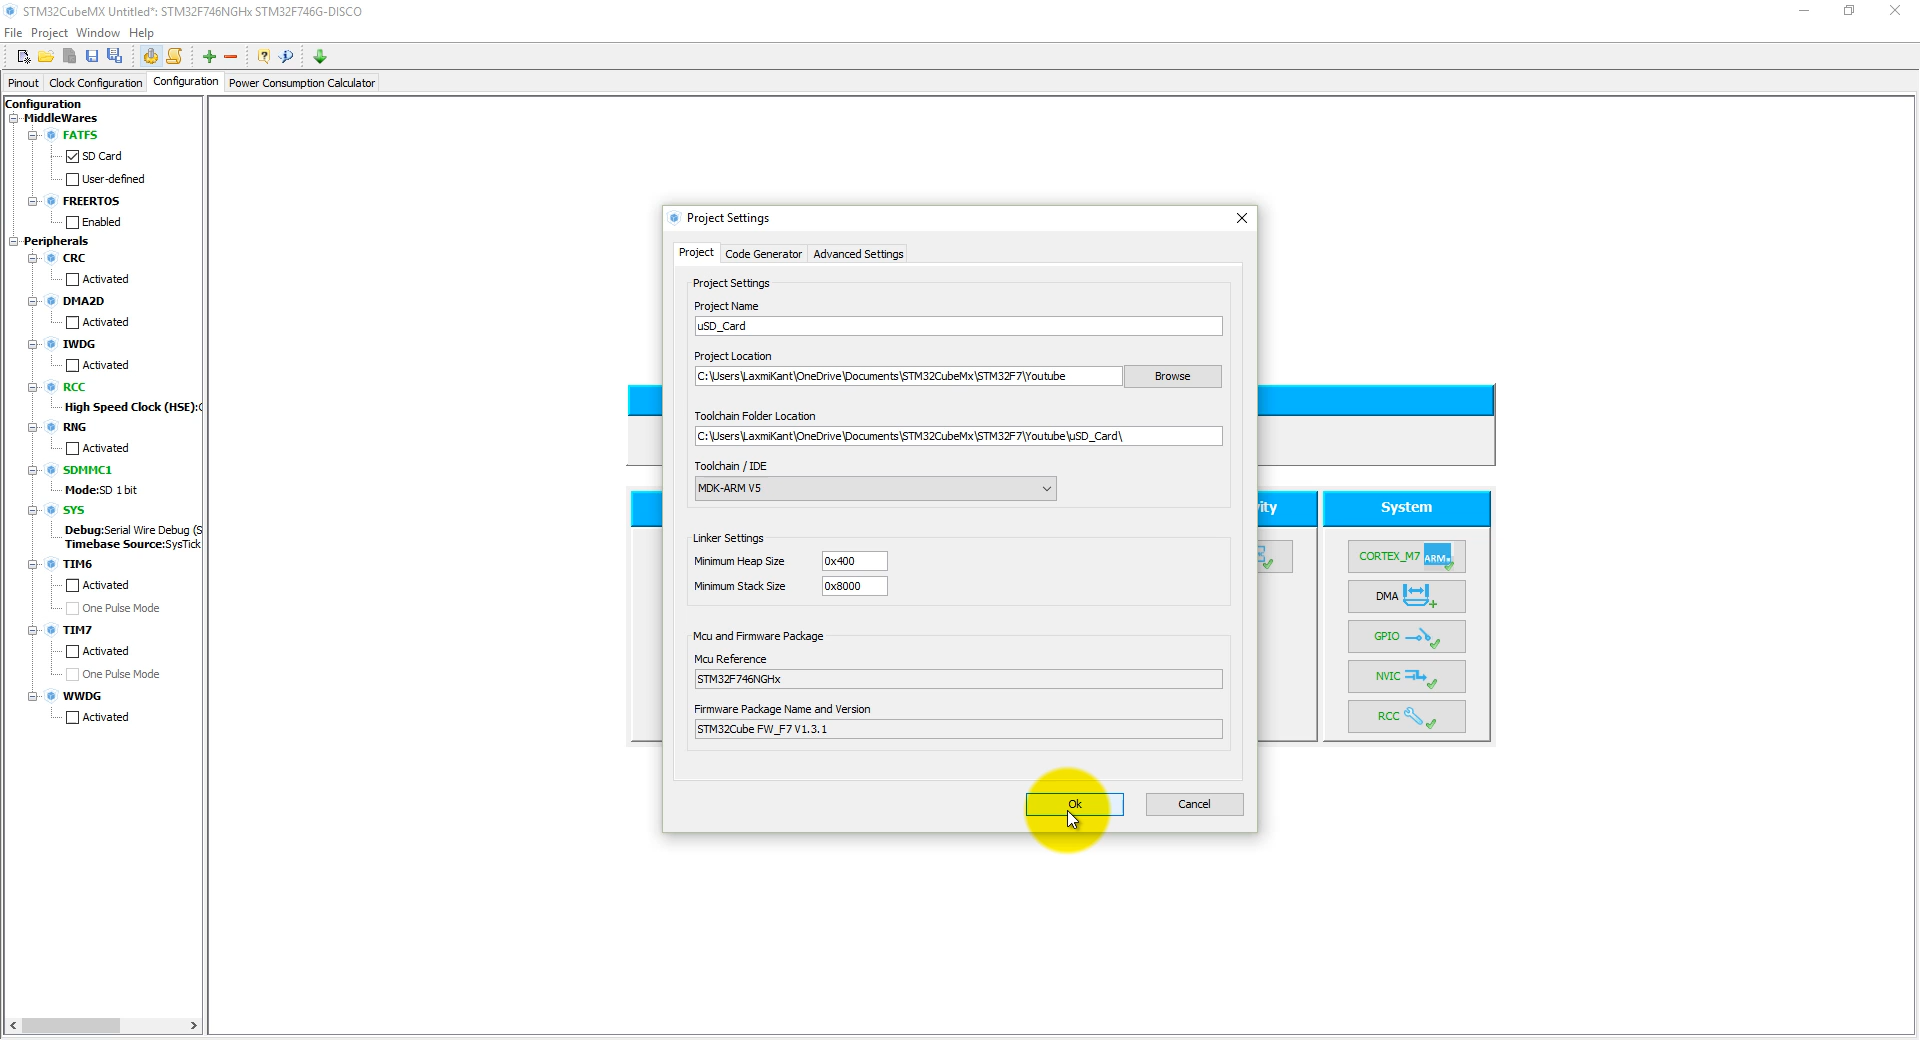 STM32CubeMX Untitled*: STM32F746NGHx STM32F746G-DISCO
File Project Window Help
Pinout Clock Configuration Configuration Power Consumption Calculator
Configuration
MiddleWares
FATFS
SD Card
User-defined
FREERTOS
Enabled
Peripherals
CRC
Activated
DMA2D
Activated
IWDG
Activated
RCC
High Speed Clock (HSE):
RNG
Activated
SDMMC1
Mode:SD 1 bit
SYS
Debug:Serial Wire Debug (S
Timebase Source:SysTick
TIM6
Activated
One Pulse Mode
TIM7
Activated
One Pulse Mode
WWDG
Activated
Project Settings
Project Code Generator Advanced Settings
Project Settings
Project Name
uSD_Card
Project Location
C:\Users\LaxmiKant\OneDrive\Documents\STM32CubeMx\STM32F7\Youtube
Browse
Toolchain Folder Location
C:\Users\LaxmiKant\OneDrive\Documents\STM32CubeMx\STM32F7\Youtube\uSD_Card\
Toolchain / IDE
MDK-ARM V5
Linker Settings
Minimum Heap Size 0x400
Minimum Stack Size 0x8000
Mcu and Firmware Package
Mcu Reference
STM32F746NGHx
Firmware Package Name and Version
STM32Cube FW_F7 V1.3.1
Ok Cancel
ity
System
CORTEX_M7 ARM
DMA
GPIO
NVIC
RCC